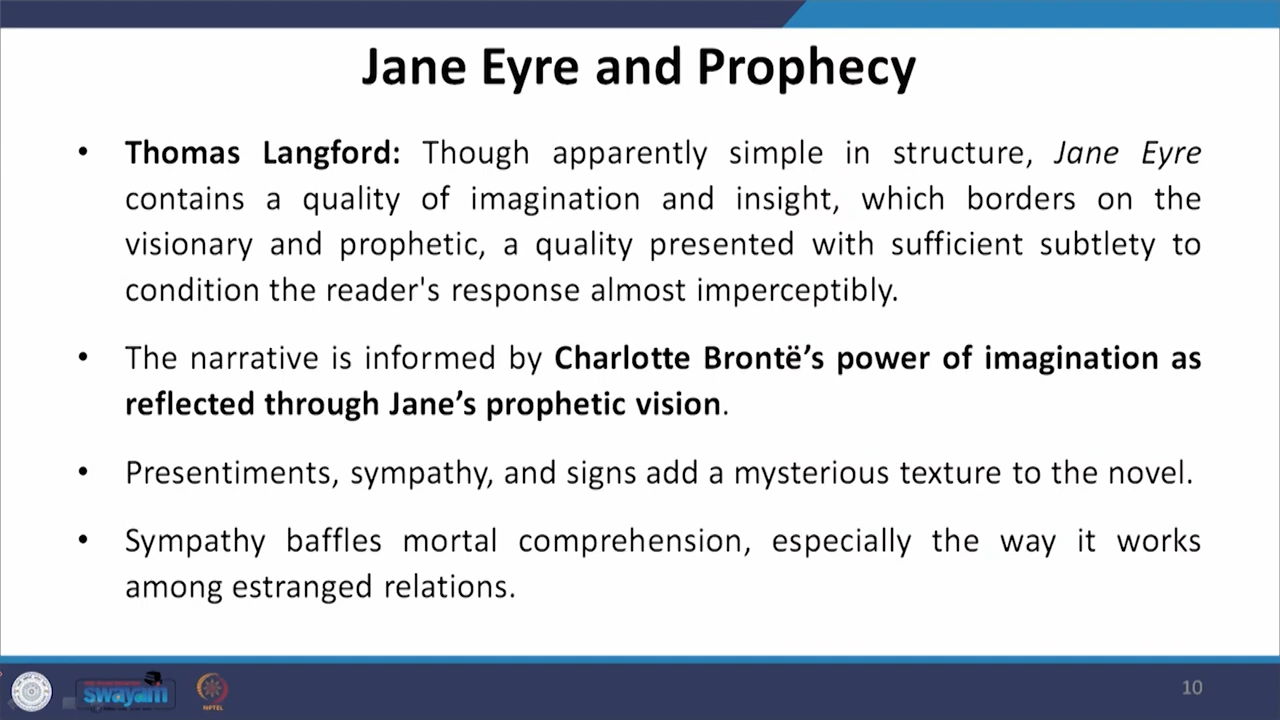 Jane Eyre and Prophecy
• Thomas Langford: Though apparently simple in structure, Jane Eyre
contains a quality of imagination and insight, which borders on the
visionary and prophetic, a quality presented with sufficient subtlety to
condition the reader's response almost imperceptibly.
• The narrative is informed by Charlotte Brontë’s power of imagination as
reflected through Jane’s prophetic vision.
• Presentiments, sympathy, and signs add a mysterious texture to the novel.
• Sympathy baffles mortal comprehension, especially the way it works
among estranged relations.
swayam
NPTEL
10